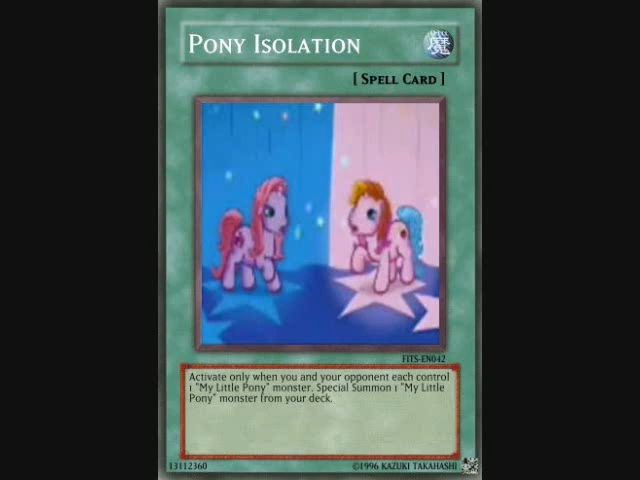 Pony Isolation
魔
[ Spell Card ]
FITS-EN042
Activate only when you and your opponent each control
1 "My Little Pony" monster. Special Summon 1 "My Little
Pony" monster from your deck.
13112360
©1996 KAZUKI TAKAHASHI